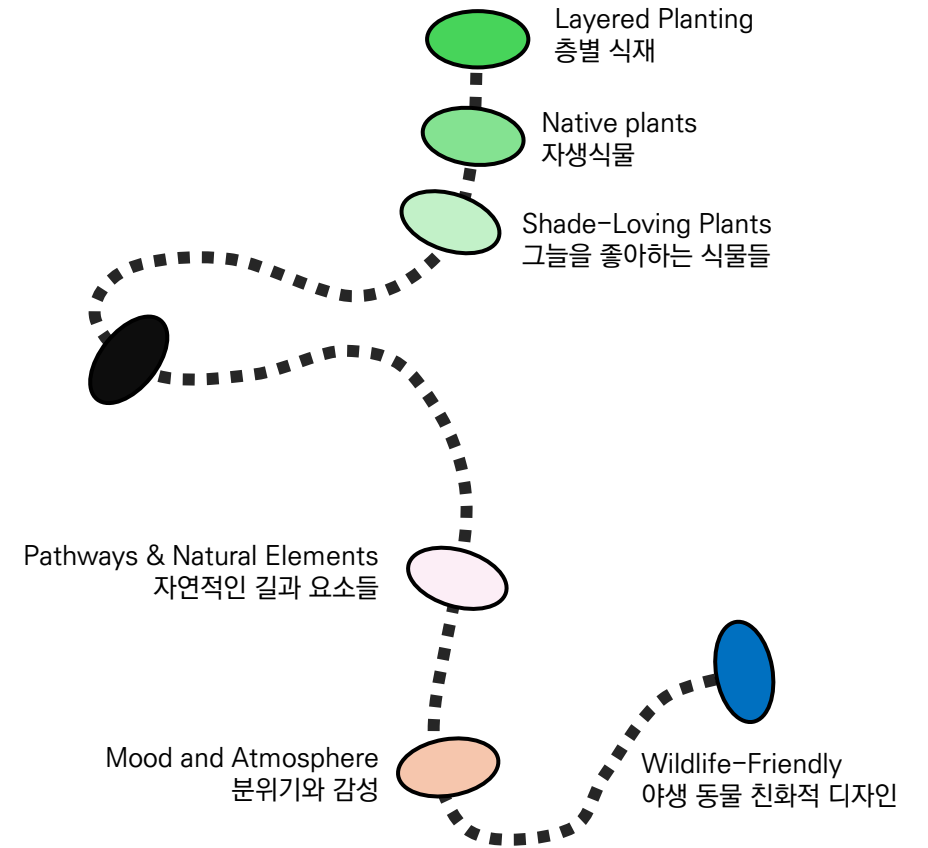 Layered Planting
층별 식재
Native plants
자생식물
Shade-Loving Plants
그늘을 좋아하는 식물들
Pathways & Natural Elements
자연적인 길과 요소들
Mood and Atmosphere
분위기와 감성
Wildlife-Friendly
야생 동물 친화적 디자인